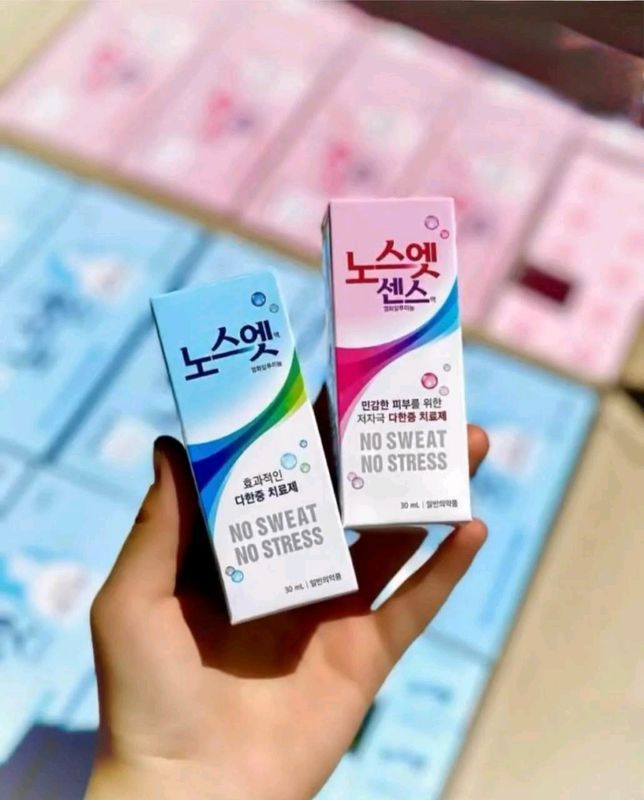 노스엣액
염화알루미늄
효과적인
다한증 치료제
NO SWEAT
NO STRESS
30 mL | 일반의약품
노스엣
센스액
염화알루미늄
민감한 피부를 위한
저자극 다한증 치료제
NO SWEAT
NO STRESS
30 mL | 일반의약품